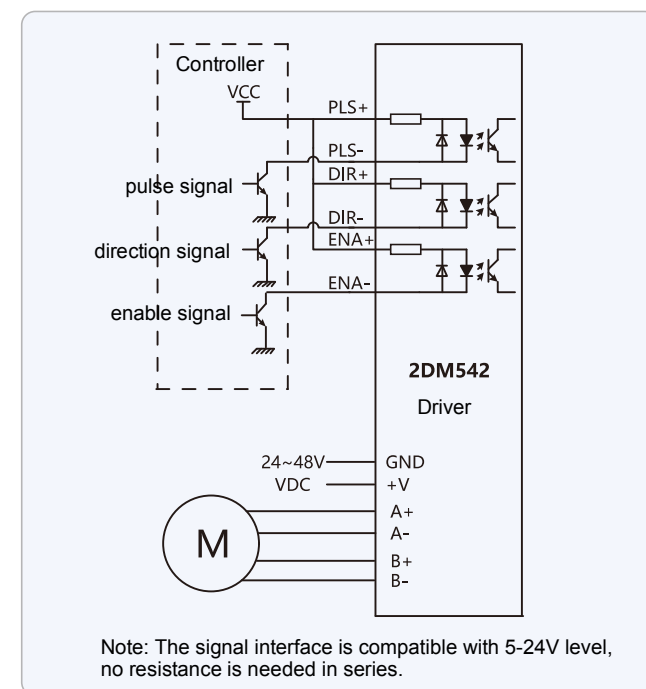 Controller
VCC
PLS+
PLS-
pulse signal
DIR+
DIR-
direction signal
ENA+
ENA-
enable signal
2DM542
Driver
24~48V
GND
VDC
+V
A+
A-
M
B+
B-
Note: The signal interface is compatible with 5-24V level,
no resistance is needed in series.